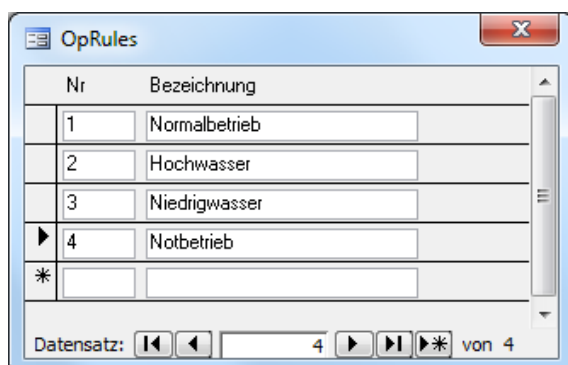 OpRules
Nr Bezeichnung
1 Normalbetrieb
2 Hochwasser
3 Niedrigwasser
4 Notbetrieb
Datensatz: 4 von 4